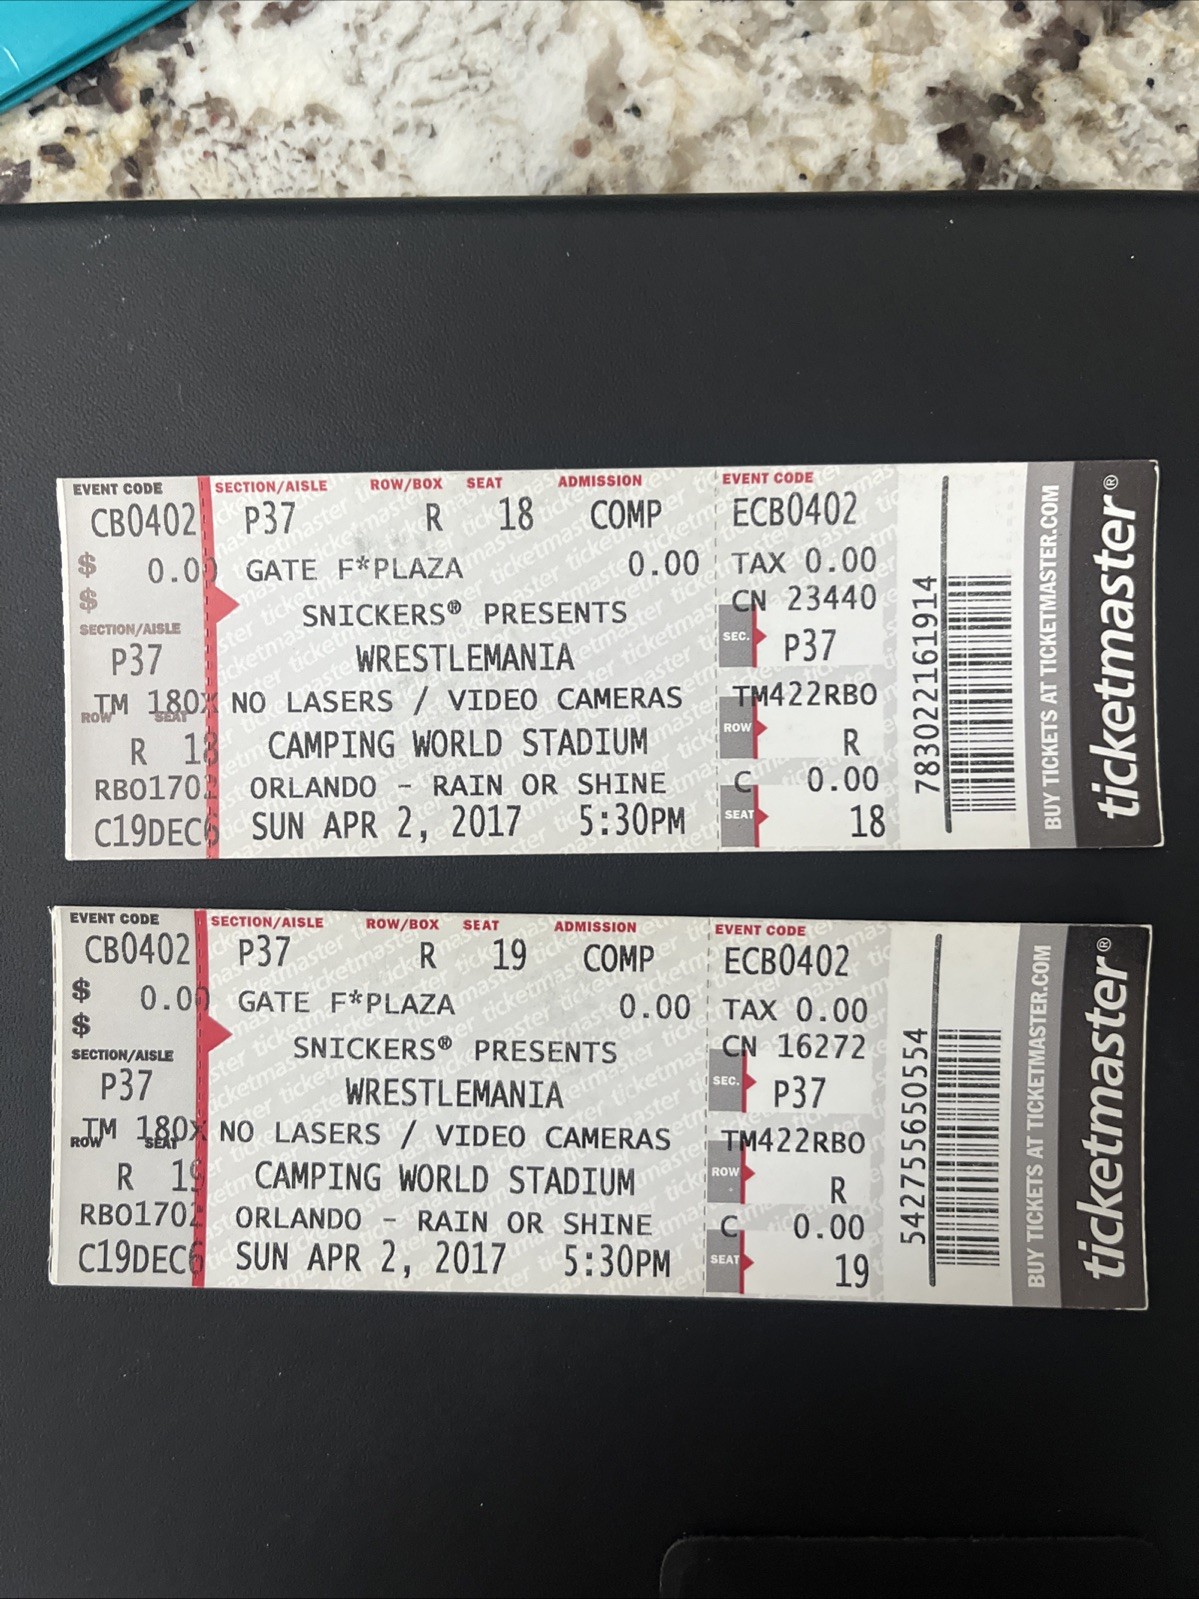 EVENT CODE SECTION/AISLE ROW/BOX SEAT ADMISSION EVENT CODE
CB0402 P37 R 18 COMP ECB0402
$ 0.00 GATE F*PLAZA 0.00 TAX 0.00
$ SNICKERS® PRESENTS CN 23440
SECTION/AISLE WRESTLEMANIA SEC. P37
P37
TM 180X NO LASERS / VIDEO CAMERAS TM422RBO
ROW SEAT ROW
R 18 CAMPING WORLD STADIUM R
RBO1702 ORLANDO - RAIN OR SHINE C 0.00
C19DEC6 SUN APR 2, 2017 5:30PM SEAT 18
783022161914
BUY TICKETS AT TICKETMASTER.COM
ticketmaster®
EVENT CODE SECTION/AISLE ROW/BOX SEAT ADMISSION EVENT CODE
CB0402 P37 R 19 COMP ECB0402
$ 0.00 GATE F*PLAZA 0.00 TAX 0.00
$ SNICKERS® PRESENTS CN 16272
SECTION/AISLE WRESTLEMANIA SEC. P37
P37
TM 180X NO LASERS / VIDEO CAMERAS TM422RBO
ROW SEAT ROW
R 19 CAMPING WORLD STADIUM R
RBO1702 ORLANDO - RAIN OR SHINE C 0.00
C19DEC6 SUN APR 2, 2017 5:30PM SEAT 19
542755650554
BUY TICKETS AT TICKETMASTER.COM
ticketmaster®